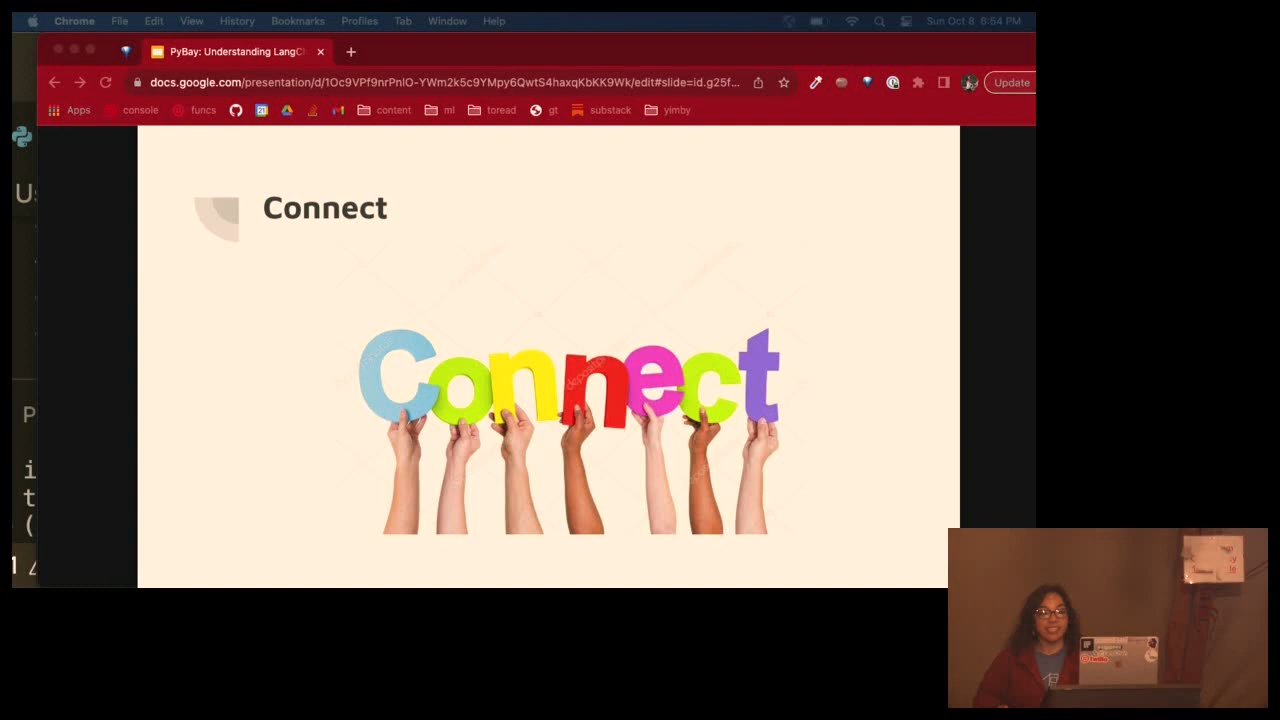 Chrome File Edit View History Bookmarks Profiles Tab Window Help Sun Oct 8 6:54 PM
PyBay: Understanding LangC
docs.google.com/presentation/d/1Oc9VPf9nrPnlO-YWm2k5c9YMpy6QwtS4haxqKbKK9Wk/edit#slide=id.g25f... Update
Apps console funcs content ml toread gt substack yimby
Connect
Connect